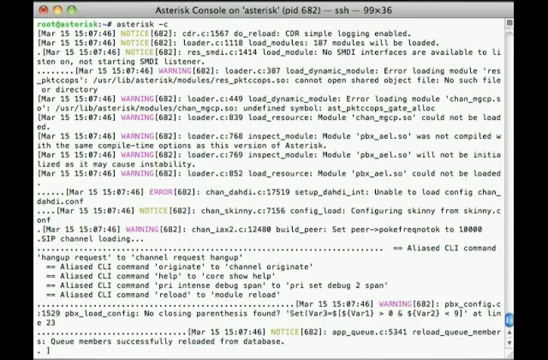 Asterisk Console on 'asterisk' (pid 682) — ssh — 99×36
root@asterisk:~# asterisk -c
[Mar 15 15:07:46] NOTICE[682]: cdr.c:1567 do_reload: CDR simple logging enabled.
[Mar 15 15:07:46] NOTICE[682]: loader.c:1118 load_modules: 187 modules will be loaded.
.[Mar 15 15:07:46] NOTICE[682]: res_smdi.c:1414 load_module: No SMDI interfaces are available to li
sten on, not starting SMDI listener.
........[Mar 15 15:07:46] WARNING[682]: loader.c:387 load_dynamic_module: Error loading module 'res
_pktccops': /usr/lib/asterisk/modules/res_pktccops.so: cannot open shared object file: No such file
or directory
[Mar 15 15:07:46] WARNING[682]: loader.c:449 load_dynamic_module: Error loading module 'chan_mgcp.s
o': /usr/lib/asterisk/modules/chan_mgcp.so: undefined symbol: ast_pktccops_gate_alloc
[Mar 15 15:07:46] WARNING[682]: loader.c:839 load_resource: Module 'chan_mgcp.so' could not be load
ed.
[Mar 15 15:07:46] WARNING[682]: loader.c:768 inspect_module: Module 'pbx_ael.so' was not compiled w
ith the same compile-time options as this version of Asterisk.
[Mar 15 15:07:46] WARNING[682]: loader.c:769 inspect_module: Module 'pbx_ael.so' will not be initia
lized as it may cause instability.
[Mar 15 15:07:46] WARNING[682]: loader.c:852 load_resource: Module 'pbx_ael.so' could not be loaded
.
.....[Mar 15 15:07:46] ERROR[682]: chan_dahdi.c:17519 setup_dahdi_int: Unable to load config chan_
dahdi.conf
....[Mar 15 15:07:46] NOTICE[682]: chan_skinny.c:7156 config_load: Configuring skinny from skinny.c
onf
.[Mar 15 15:07:46] WARNING[682]: chan_iax2.c:12480 build_peer: Set peer->pokefreqnotok to 10000
.SIP channel loading...
.................................................................. == Aliased CLI command
'hangup request' to 'channel request hangup'
== Aliased CLI command 'originate' to 'channel originate'
== Aliased CLI command 'help' to 'core show help'
== Aliased CLI command 'pri intense debug span' to 'pri set debug 2 span'
== Aliased CLI command 'reload' to 'module reload'
................................................[Mar 15 15:07:46] WARNING[682]: pbx_config.c
:1529 pbx_load_config: No closing parenthesis found? 'Set(Var3=$[${Var1} > 0 & ${Var2} < 9]' at lin
e 23
..........................[Mar 15 15:07:46] NOTICE[682]: app_queue.c:5341 reload_queue_member
s: Queue members successfully reloaded from database.
. ]